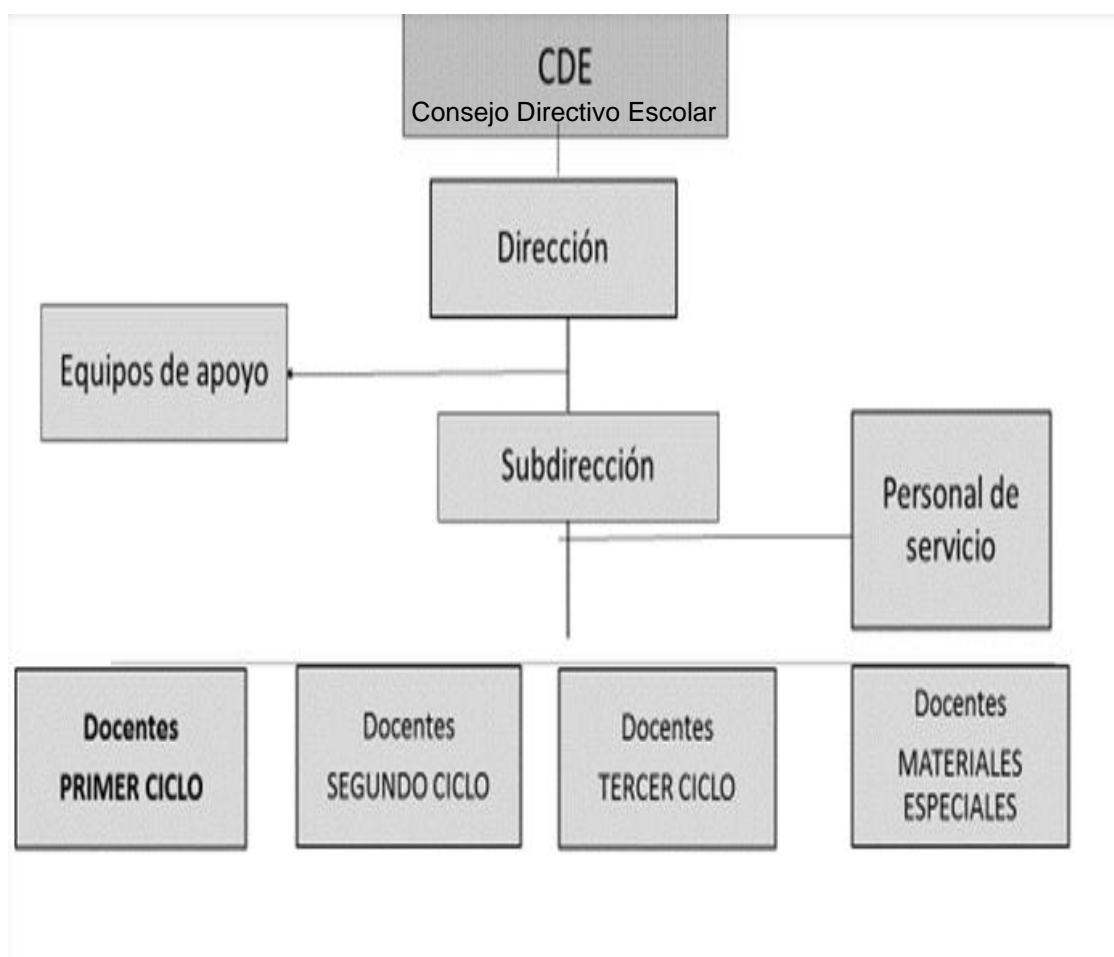 CDE
Consejo Directivo Escolar
Dirección
Equipos de apoyo
Subdirección
Personal de
servicio
Docentes
PRIMER CICLO
Docentes
SEGUNDO CICLO
Docentes
TERCER CICLO
Docentes
MATERIALES
ESPECIALES